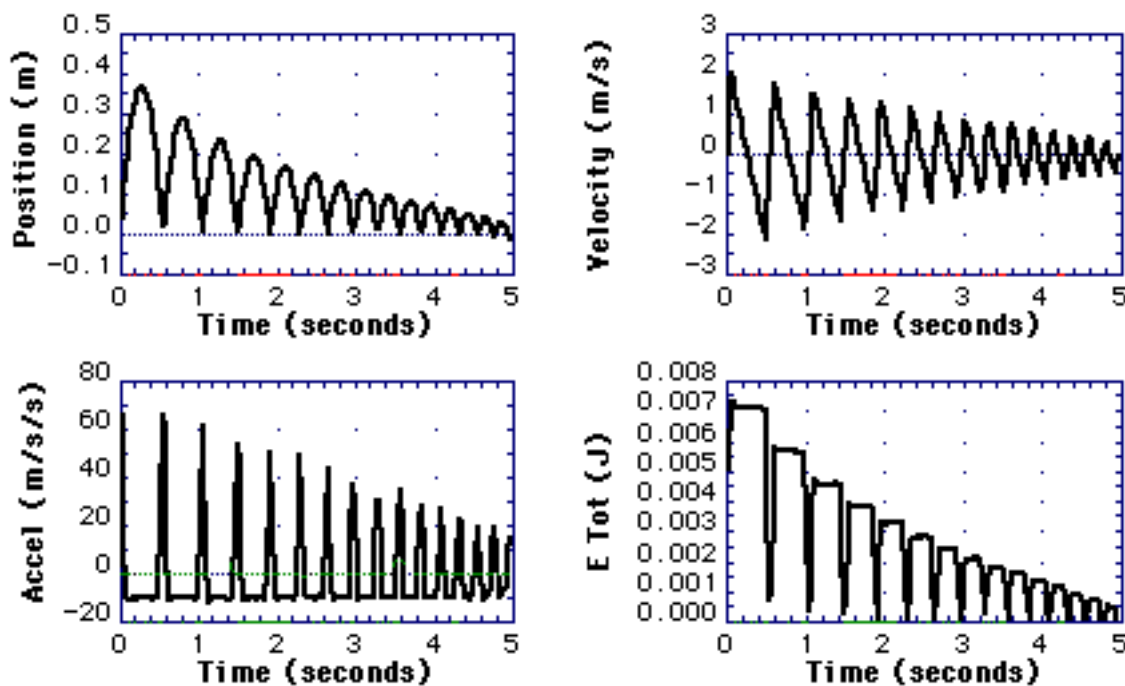 0.5
0.4
0.3
0.2
0.1
0.0
-0.1
Position (m)
0 1 2 3 4 5
Time (seconds)
3
2
1
0
-1
-2
-3
Velocity (m/s)
0 1 2 3 4 5
Time (seconds)
80
60
40
20
0
-20
Accel (m/s/s)
0 1 2 3 4 5
Time (seconds)
0.008
0.007
0.006
0.005
0.004
0.003
0.002
0.001
0.000
E Tot (J)
0 1 2 3 4 5
Time (seconds)